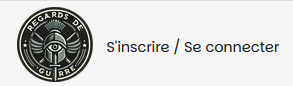 REGARDS DE
GUERRE
S'inscrire / Se connecter